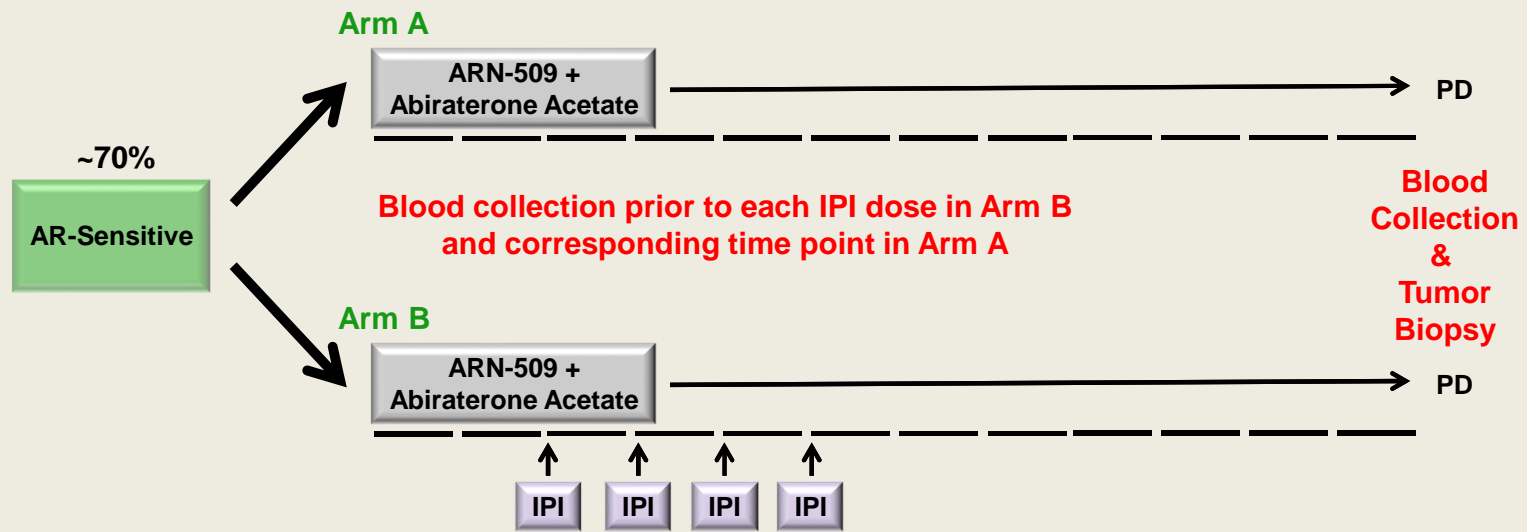 Arm A
ARN-509 +
Abiraterone Acetate
PD
~70%
AR-Sensitive
Blood collection prior to each IPI dose in Arm B
and corresponding time point in Arm A
Blood
Collection
&
Tumor
Biopsy
Arm B
ARN-509 +
Abiraterone Acetate
PD
IPI IPI IPI IPI